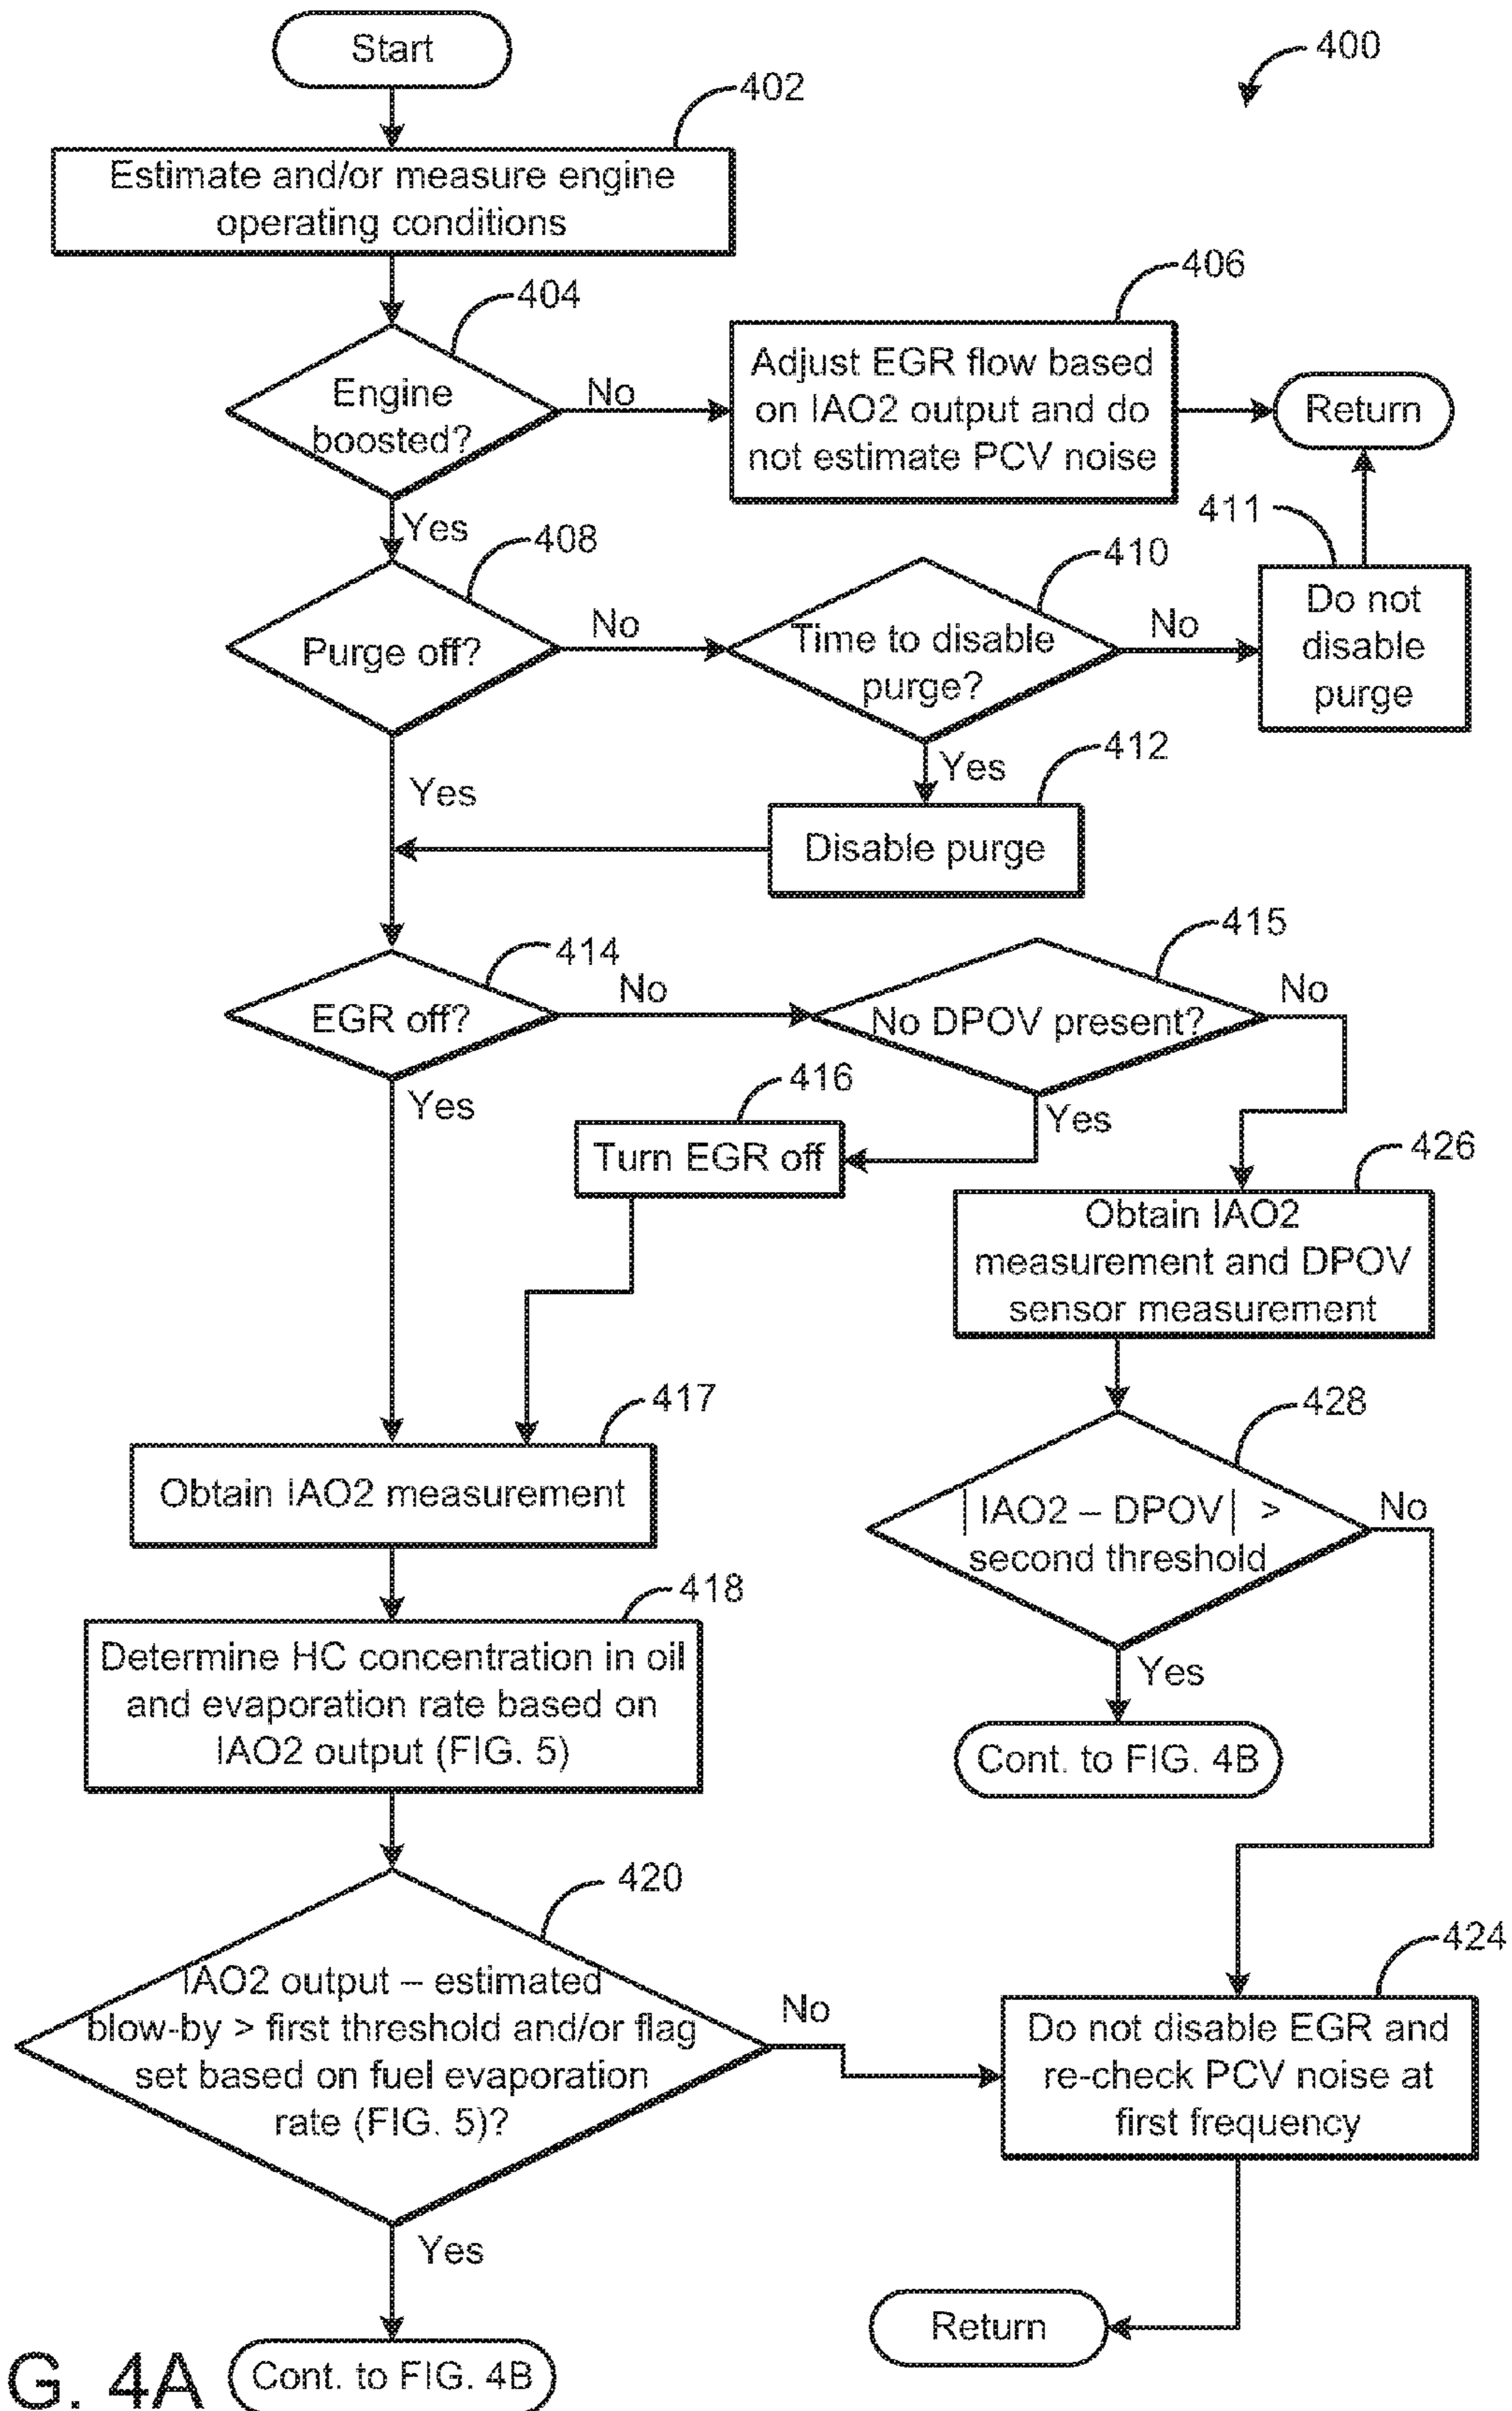 Start
400
402
Estimate and/or measure engine
operating conditions
404
Engine
boosted?
No
406
Adjust EGR flow based
on IAO2 output and do
not estimate PCV noise
Return
Yes
408
Purge off?
No
410
Time to disable
purge?
No
411
Do not
disable
purge
Yes
412
Disable purge
Yes
414
EGR off?
No
415
No DPOV present?
No
Yes
416
Turn EGR off
Yes
426
Obtain IAO2
measurement and DPOV
sensor measurement
417
Obtain IAO2 measurement
428
| IAO2 – DPOV | >
second threshold
No
Yes
Cont. to FIG. 4B
418
Determine HC concentration in oil
and evaporation rate based on
IAO2 output (FIG. 5)
420
IAO2 output – estimated
blow-by > first threshold and/or flag
set based on fuel evaporation
rate (FIG. 5)?
No
424
Do not disable EGR and
re-check PCV noise at
first frequency
Yes
Return
Cont. to FIG. 4B
G. 4A